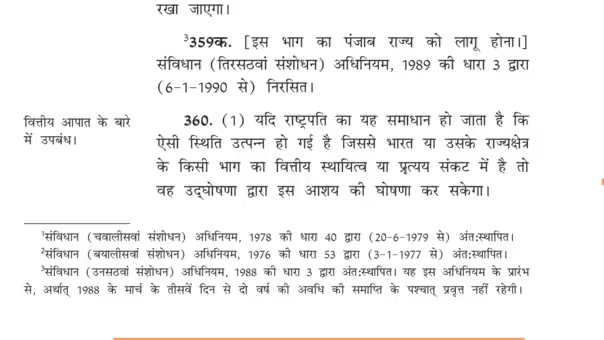 रखा जाएगा।
³359क. [इस भाग का पंजाब राज्य को लागू होना।]
संविधान (तिरसठवां संशोधन) अधिनियम, 1989 की धारा 3 द्वारा
(6-1-1990 से) निरसित।
वित्तीय आपात के बारे
में उपबंध।
360. (1) यदि राष्ट्रपति का यह समाधान हो जाता है कि
ऐसी स्थिति उत्पन्न हो गई है जिससे भारत या उसके राज्यक्षेत्र
के किसी भाग का वित्तीय स्थायित्व या प्रत्यय संकट में है तो
वह उद्‌घोषणा द्वारा इस आशय की घोषणा कर सकेगा।
¹संविधान (चवालीसवां संशोधन) अधिनियम, 1978 की धारा 40 द्वारा (20-6-1979 से) अंतःस्थापित।
²संविधान (बयालीसवां संशोधन) अधिनियम, 1976 की धारा 53 द्वारा (3-1-1977 से) अंतःस्थापित।
³संविधान (उनसठवां संशोधन) अधिनियम, 1988 की धारा 3 द्वारा अंतःस्थापित। यह इस अधिनियम के प्रारंभ
से, अर्थात् 1988 के मार्च के तीसवें दिन से दो वर्ष की अवधि की समाप्ति के पश्चात् प्रवृत्त नहीं रहेगी।